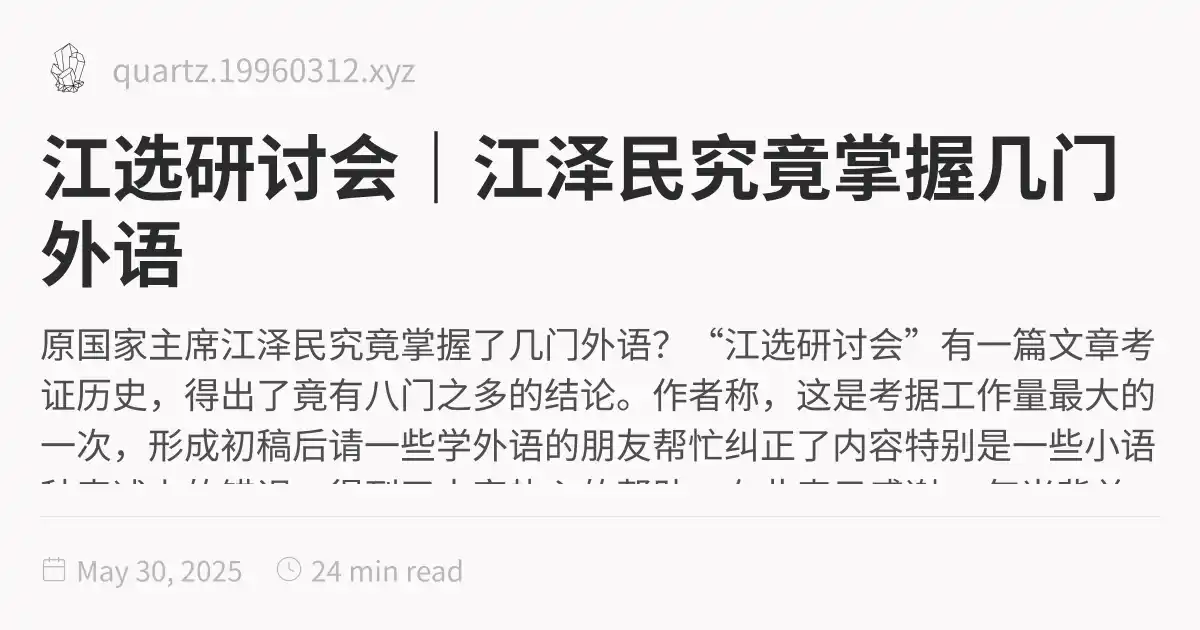 quartz.19960312.xyz
江选研讨会｜江泽民究竟掌握几门
外语
原国家主席江泽民究竟掌握了几门外语？“江选研讨会”有一篇文章考
证历史，得出了竟有八门之多的结论。作者称，这是考据工作量最大的
一次，形成初稿后请一些学外语的朋友帮忙纠正了内容特别是一些小语
May 30, 2025
24 min read